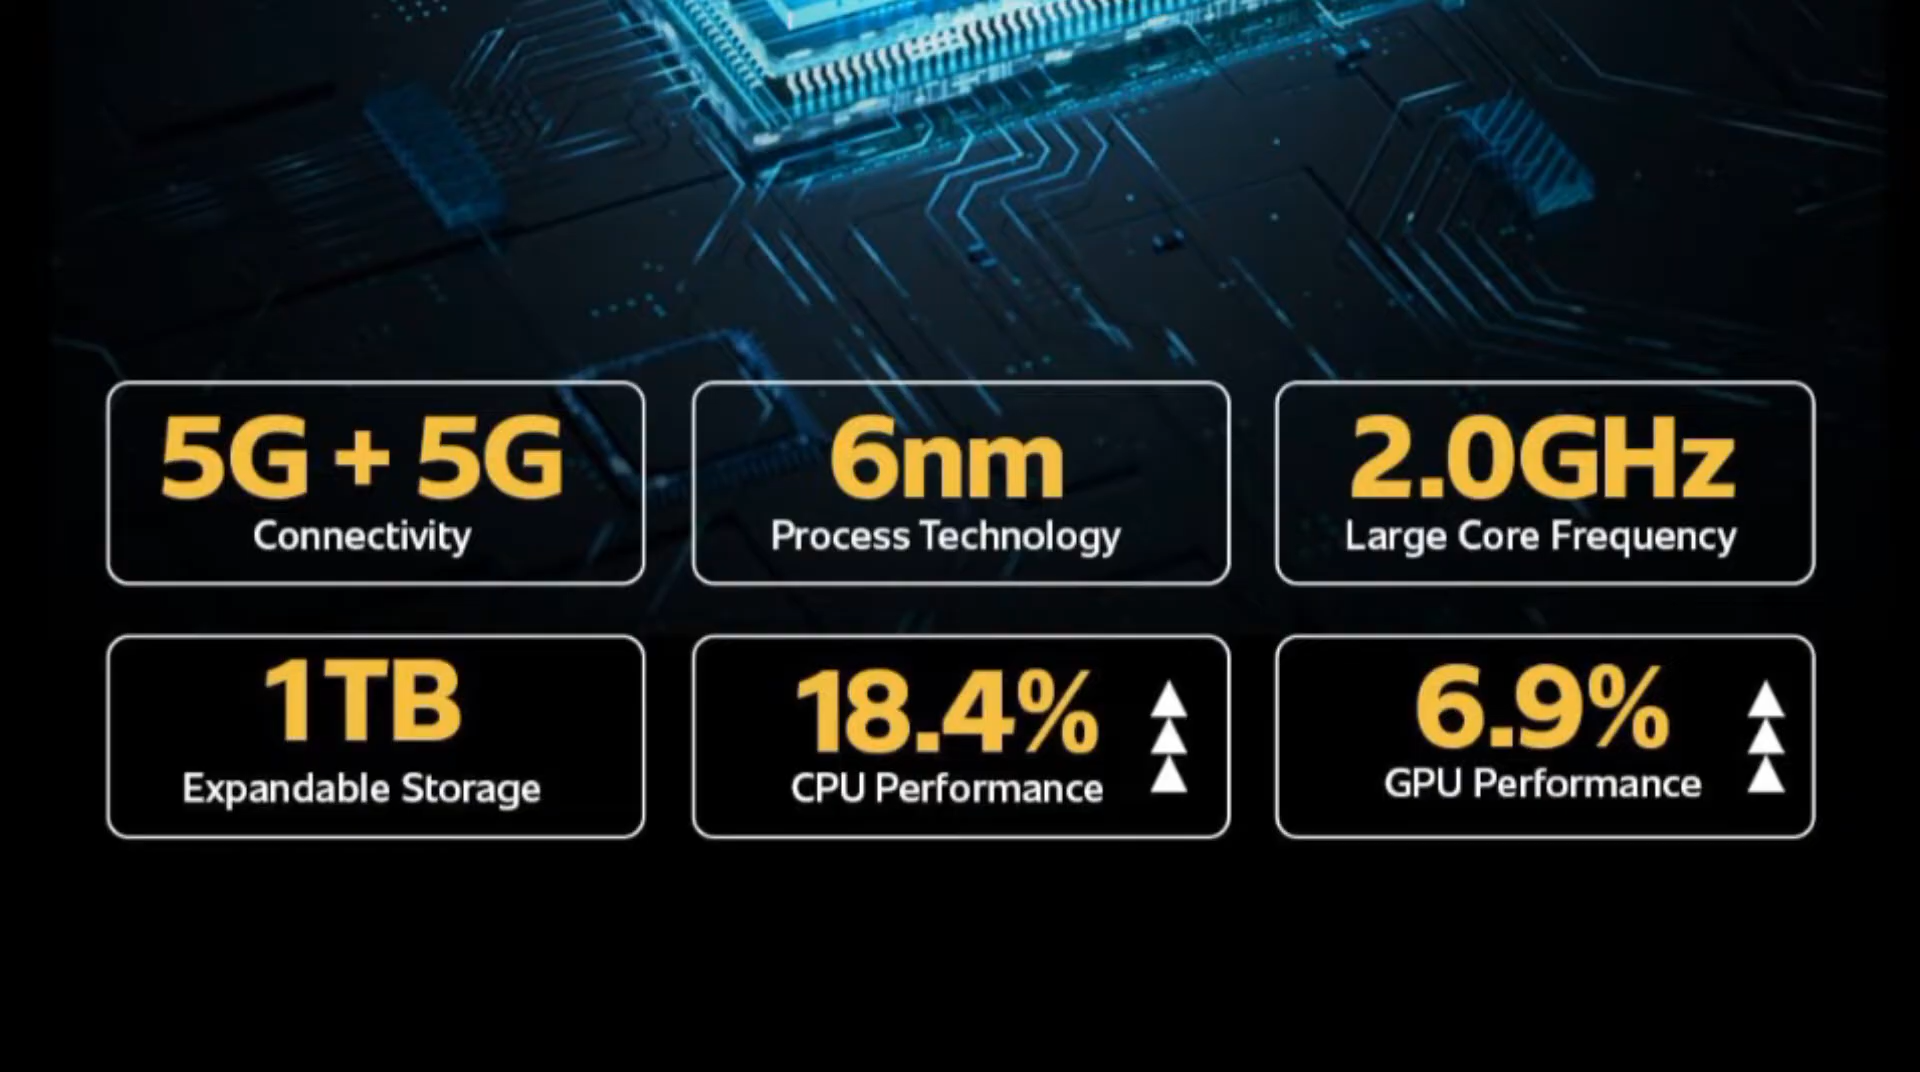 5G + 5G
Connectivity
6nm
Process Technology
2.0GHz
Large Core Frequency
1TB
Expandable Storage
18.4%
CPU Performance
6.9%
GPU Performance